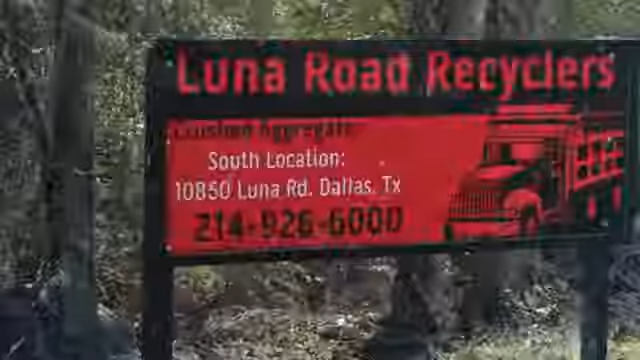 Luna Road Recyclers
Crushed Aggregate
South Location:
10850 Luna Rd. Dallas, Tx
214-926-6000